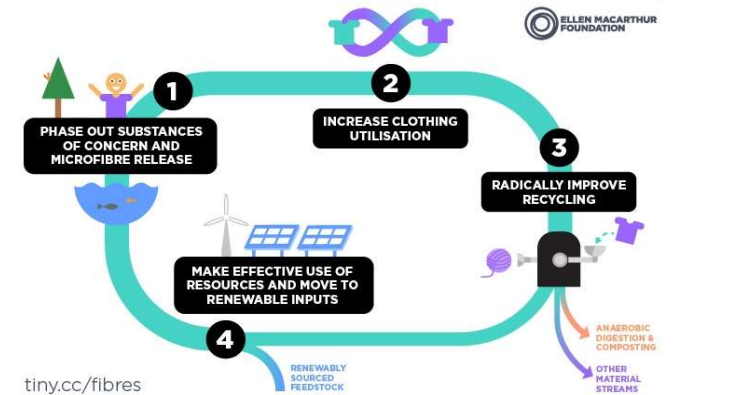 ELLEN MACARTHUR
FOUNDATION
1
PHASE OUT SUBSTANCES
OF CONCERN AND
MICROFIBRE RELEASE
2
INCREASE CLOTHING
UTILISATION
3
RADICALLY IMPROVE
RECYCLING
MAKE EFFECTIVE USE OF
RESOURCES AND MOVE TO
RENEWABLE INPUTS
4
ANAEROBIC
DIGESTION &
COMPOSTING
OTHER
MATERIAL
STREAMS
RENEWABLY
SOURCED
FEEDSTOCK
tiny.cc/fibres